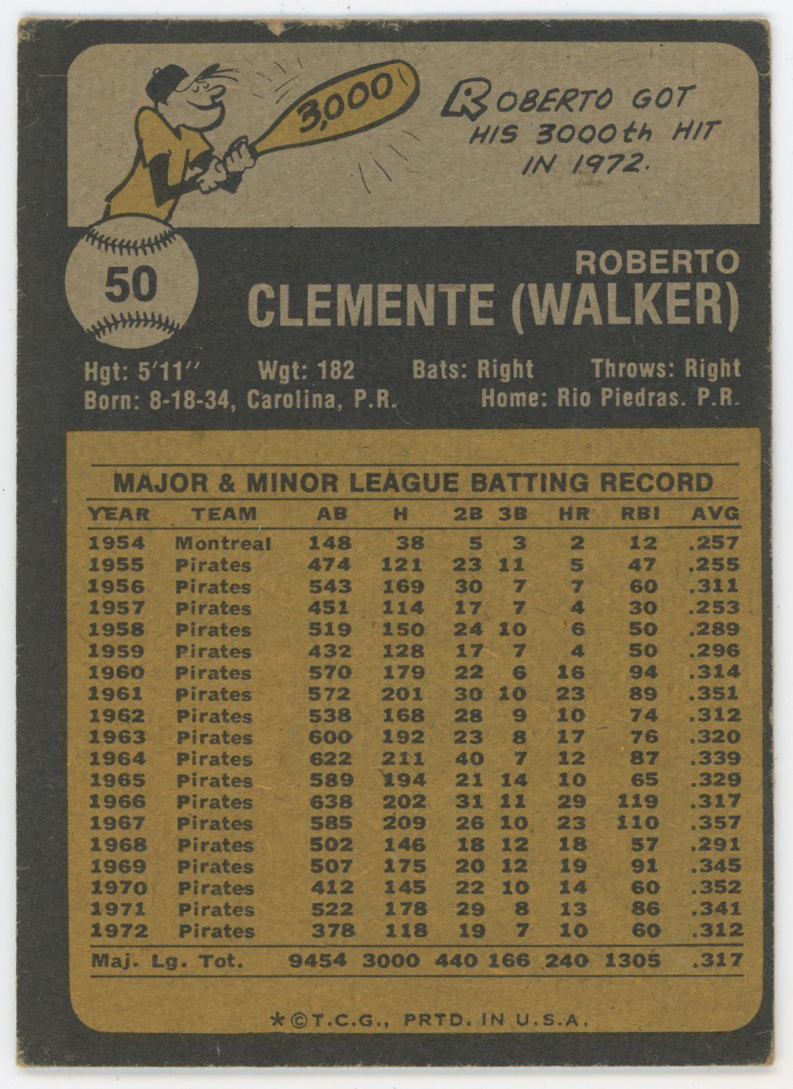 3,000
ROBERTO GOT
HIS 3000th HIT
IN 1972.
50
ROBERTO
CLEMENTE (WALKER)
Hgt: 5'11" Wgt: 182 Bats: Right Throws: Right
Born: 8-18-34, Carolina, P.R. Home: Rio Piedras. P.R.
MAJOR & MINOR LEAGUE BATTING RECORD
YEAR TEAM AB H 2B 3B HR RBI AVG
1954 Montreal 148 38 5 3 2 12 .257
1955 Pirates 474 121 23 11 5 47 .255
1956 Pirates 543 169 30 7 7 60 .311
1957 Pirates 451 114 17 7 4 30 .253
1958 Pirates 519 150 24 10 6 50 .289
1959 Pirates 432 128 17 7 4 50 .296
1960 Pirates 570 179 22 6 16 94 .314
1961 Pirates 572 201 30 10 23 89 .351
1962 Pirates 538 168 28 9 10 74 .312
1963 Pirates 600 192 23 8 17 76 .320
1964 Pirates 622 211 40 7 12 87 .339
1965 Pirates 589 194 21 14 10 65 .329
1966 Pirates 638 202 31 11 29 119 .317
1967 Pirates 585 209 26 10 23 110 .357
1968 Pirates 502 146 18 12 18 57 .291
1969 Pirates 507 175 20 12 19 91 .345
1970 Pirates 412 145 22 10 14 60 .352
1971 Pirates 522 178 29 8 13 86 .341
1972 Pirates 378 118 19 7 10 60 .312
Maj. Lg. Tot. 9454 3000 440 166 240 1305 .317
*©T.C.G., PRTD. IN U.S.A.